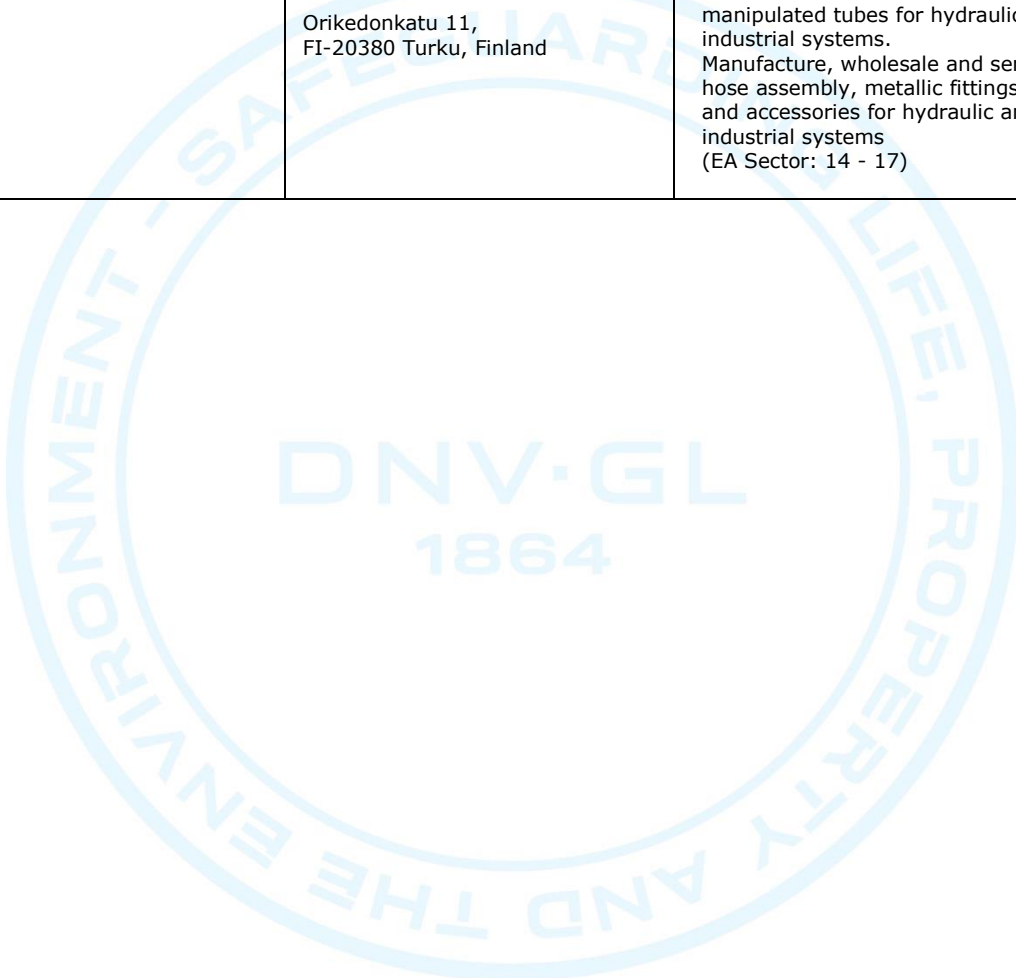 Orikedonkatu 11,
FI-20380 Turku, Finland
manipulated tubes for hydraulic
industrial systems.
Manufacture, wholesale and
hose assembly, metallic fittings
and accessories for hydraulic
industrial systems
(EA Sector: 14 - 17)
SAFEGUARDING LIFE, PROPERTY AND THE ENVIRONMENT -
DNV·GL
1864